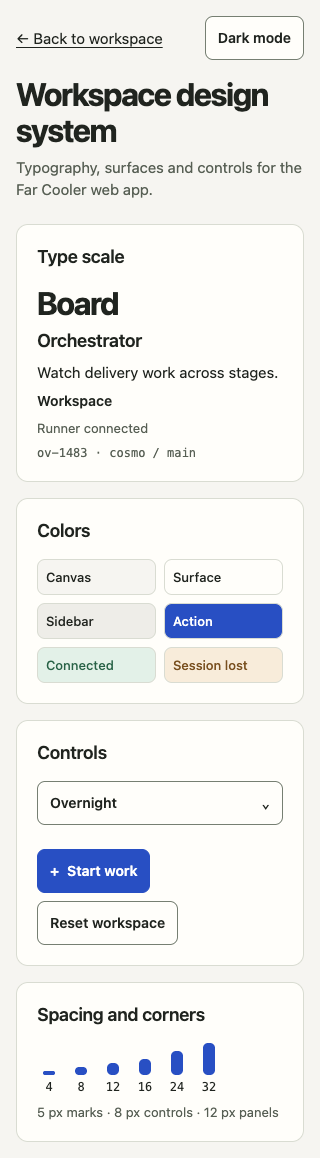 ← Back to workspace
Dark mode
Workspace design
system
Typography, surfaces and controls for the
Far Cooler web app.
Type scale
Board
Orchestrator
Watch delivery work across stages.
Workspace
Runner connected
ov-1483 · cosmo / main
Colors
Canvas
Surface
Sidebar
Action
Connected
Session lost
Controls
Overnight
+ Start work
Reset workspace
Spacing and corners
4 8 12 16 24 32
5 px marks · 8 px controls · 12 px panels